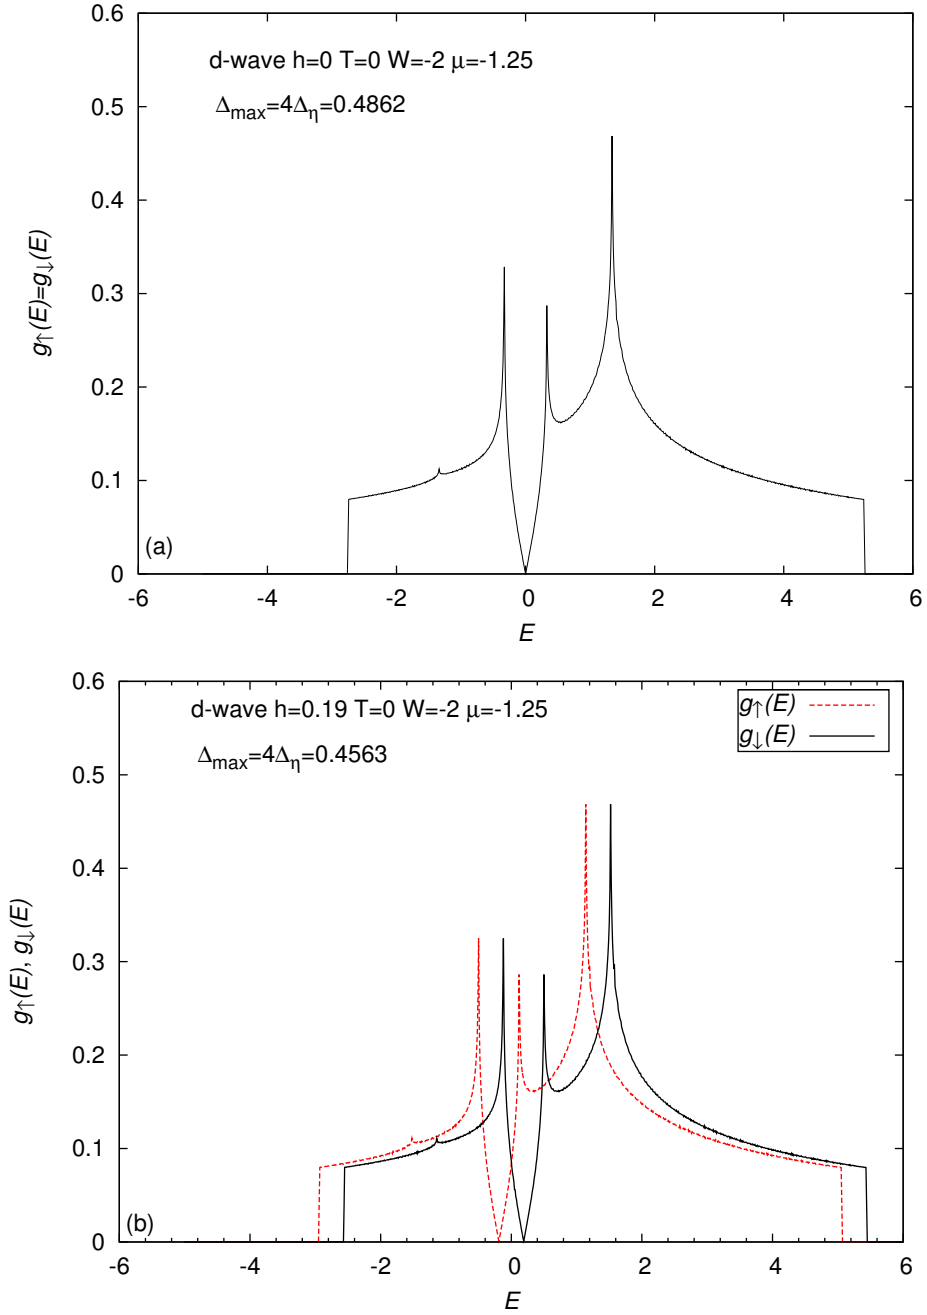 0.6
d-wave h=0 T=0 W=-2 μ=-1.25
Δmax=4Δη=0.4862
0.5
0.4
0.3
0.2
0.1
0
g↑(E)=g↓(E)
(a)
-6 -4 -2 0 2 4 6
E
0.6
d-wave h=0.19 T=0 W=-2 μ=-1.25
Δmax=4Δη=0.4563
g↑(E)
g↓(E)
0.5
0.4
0.3
0.2
0.1
0
g↑(E), g↓(E)
(b)
-6 -4 -2 0 2 4 6
E